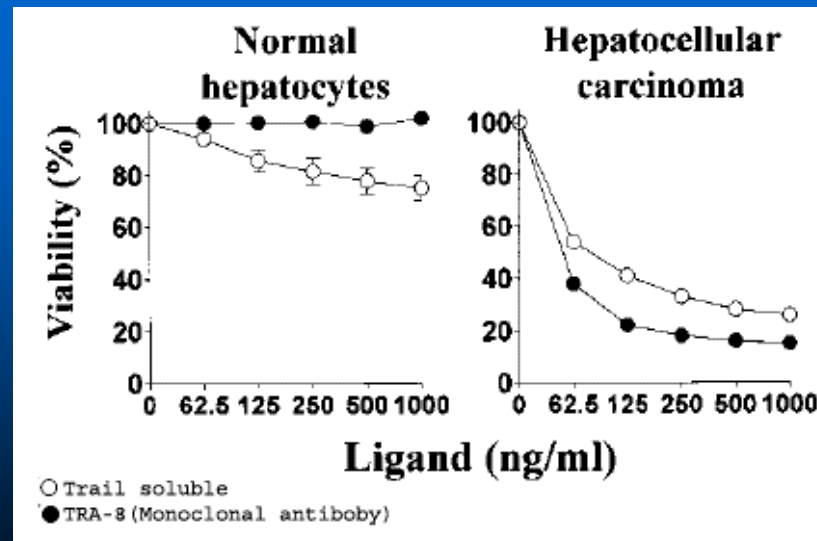 Normal
hepatocytes
Hepatocellular
carcinoma
Viability (%)
100
80
60
40
20
0
0 62.5 125 250 500 1000
100
80
60
40
20
0
0 62.5 125 250 500 1000
Ligand (ng/ml)
Trail soluble
TRA-8(Monoclonal antiboby)